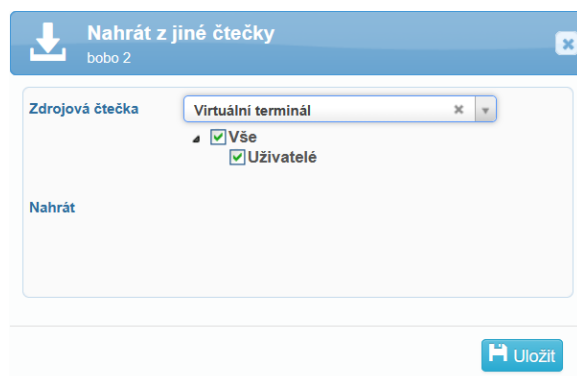 Nahrát z jiné čtečky
bobo 2
Zdrojová čtečka
Virtuální terminál
Vše
Uživatelé
Nahrát
Uložit